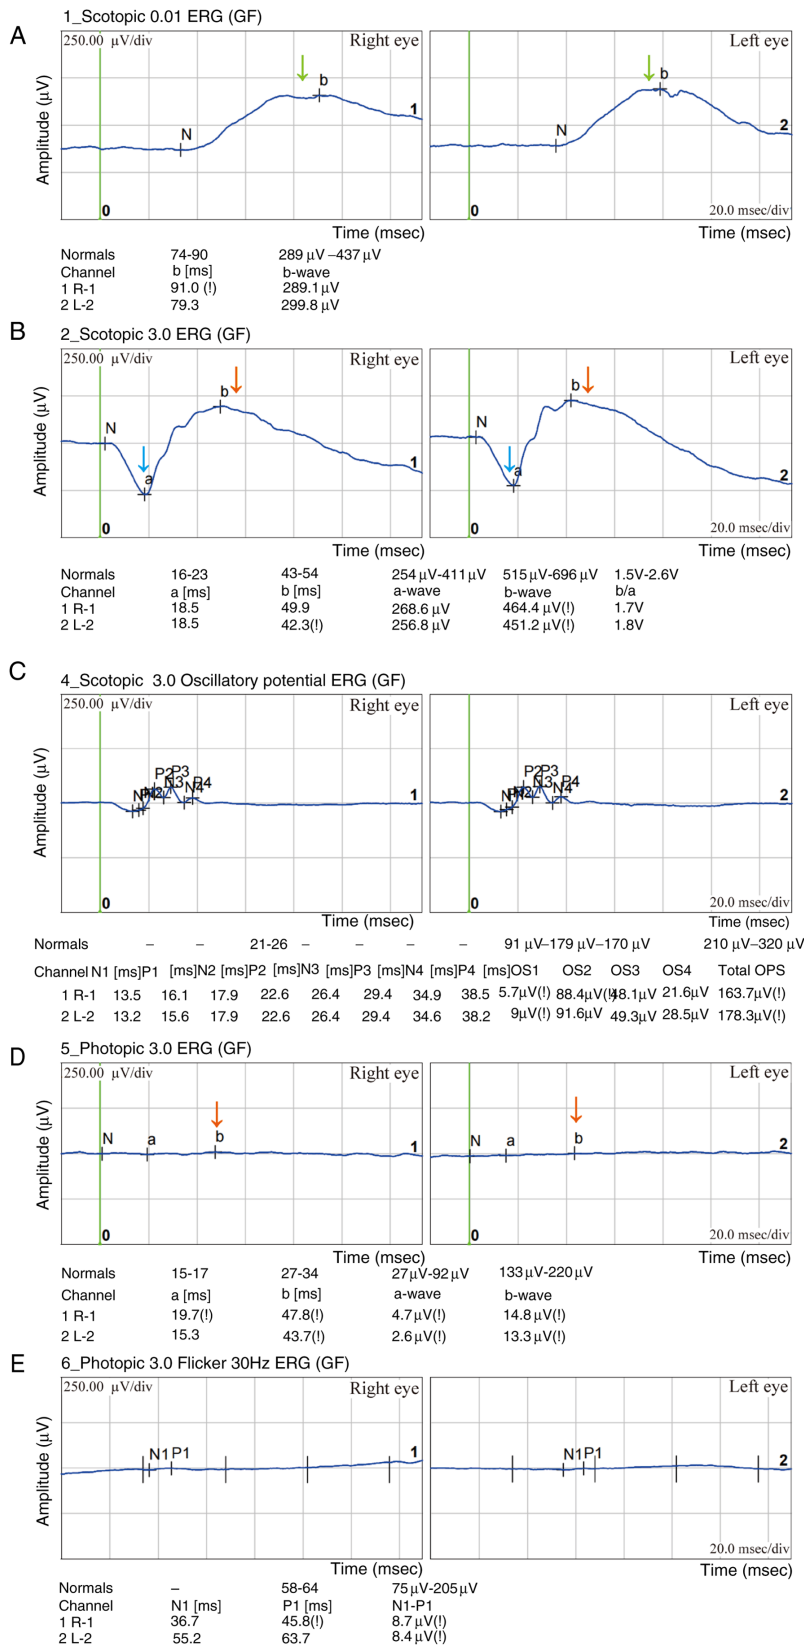 A
1_Scotopic 0.01 ERG (GF)
250.00 µV/div
Right eye
Left eye
Amplitude (µV)
N
b
1
0
N
b
2
0
20.0 msec/div
Time (msec)
Time (msec)
Normals 74-90 289 µV –437 µV
Channel b [ms] b-wave
1 R-1 91.0 (!) 289.1 µV
2 L-2 79.3 299.8 µV
B
2_Scotopic 3.0 ERG (GF)
250.00 µV/div
Right eye
Left eye
Amplitude (µV)
N
a
b
1
0
N
a
b
2
0
20.0 msec/div
Time (msec)
Time (msec)
Normals 16-23 43-54 254 µV-411 µV 515 µV-696 µV 1.5V-2.6V
Channel a [ms] b [ms] a-wave b-wave b/a
1 R-1 18.5 49.9 268.6 µV 464.4 µV(!) 1.7V
2 L-2 18.5 42.3(!) 256.8 µV 451.2 µV(!) 1.8V
C
4_Scotopic 3.0 Oscillatory potential ERG (GF)
250.00 µV/div
Right eye
Left eye
Amplitude (µV)
P2 P3
N3
N4
P4
1
0
P2 P3
N3
N4
P4
2
0
20.0 msec/div
Time (msec)
Time (msec)
Normals – – 21-26 – – – – 91 µV–179 µV–170 µV 210 µV–320 µV
Channel N1 [ms]P1 [ms]N2 [ms]P2 [ms]N3 [ms]P3 [ms]N4 [ms]P4 [ms]OS1 OS2 OS3 OS4 Total OPS
1 R-1 13.5 16.1 17.9 22.6 26.4 29.4 34.9 38.5 5.7µV(!) 88.4µV(!) 48.1µV 21.6µV 163.7µV(!)
2 L-2 13.2 15.6 17.9 22.6 26.4 29.4 34.6 38.2 9µV(!) 91.6µV 49.3µV 28.5µV 178.3µV(!)
D
5_Photopic 3.0 ERG (GF)
250.00 µV/div
Right eye
Left eye
Amplitude (µV)
N
a
b
1
0
N
a
b
2
0
20.0 msec/div
Time (msec)
Time (msec)
Normals 15-17 27-34 27µV-92µV 133µV-220µV
Channel a [ms] b [ms] a-wave b-wave
1 R-1 19.7(!) 47.8(!) 4.7µV(!) 14.8µV(!)
2 L-2 15.3 43.7(!) 2.6µV(!) 13.3µV(!)
E
6_Photopic 3.0 Flicker 30Hz ERG (GF)
250.00 µV/div
Right eye
Left eye
Amplitude (µV)
N1 P1
1
N1 P1
2
20.0 msec/div
Time (msec)
Time (msec)
Normals – 58-64 75µV-205µV
Channel N1 [ms] P1 [ms] N1-P1
1 R-1 36.7 45.8(!) 8.7µV(!)
2 L-2 55.2 63.7 8.4µV(!)